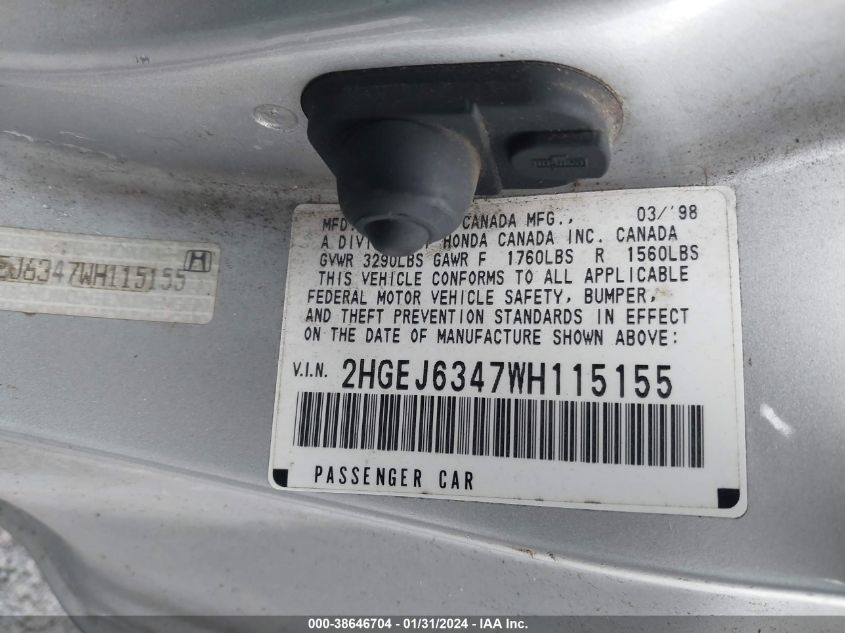 MFD. CANADA MFG., 03/'98
A DIVI HONDA CANADA INC. CANADA
GVWR 3290LBS GAWR F 1760LBS R 1560LBS
THIS VEHICLE CONFORMS TO ALL APPLICABLE
FEDERAL MOTOR VEHICLE SAFETY, BUMPER,
AND THEFT PREVENTION STANDARDS IN EFFECT
ON THE DATE OF MANUFACTURE SHOWN ABOVE:
V.I.N. 2HGEJ6347WH115155
PASSENGER CAR
EJ6347WH115155
000-38646704 - 01/31/2024 - IAA Inc.